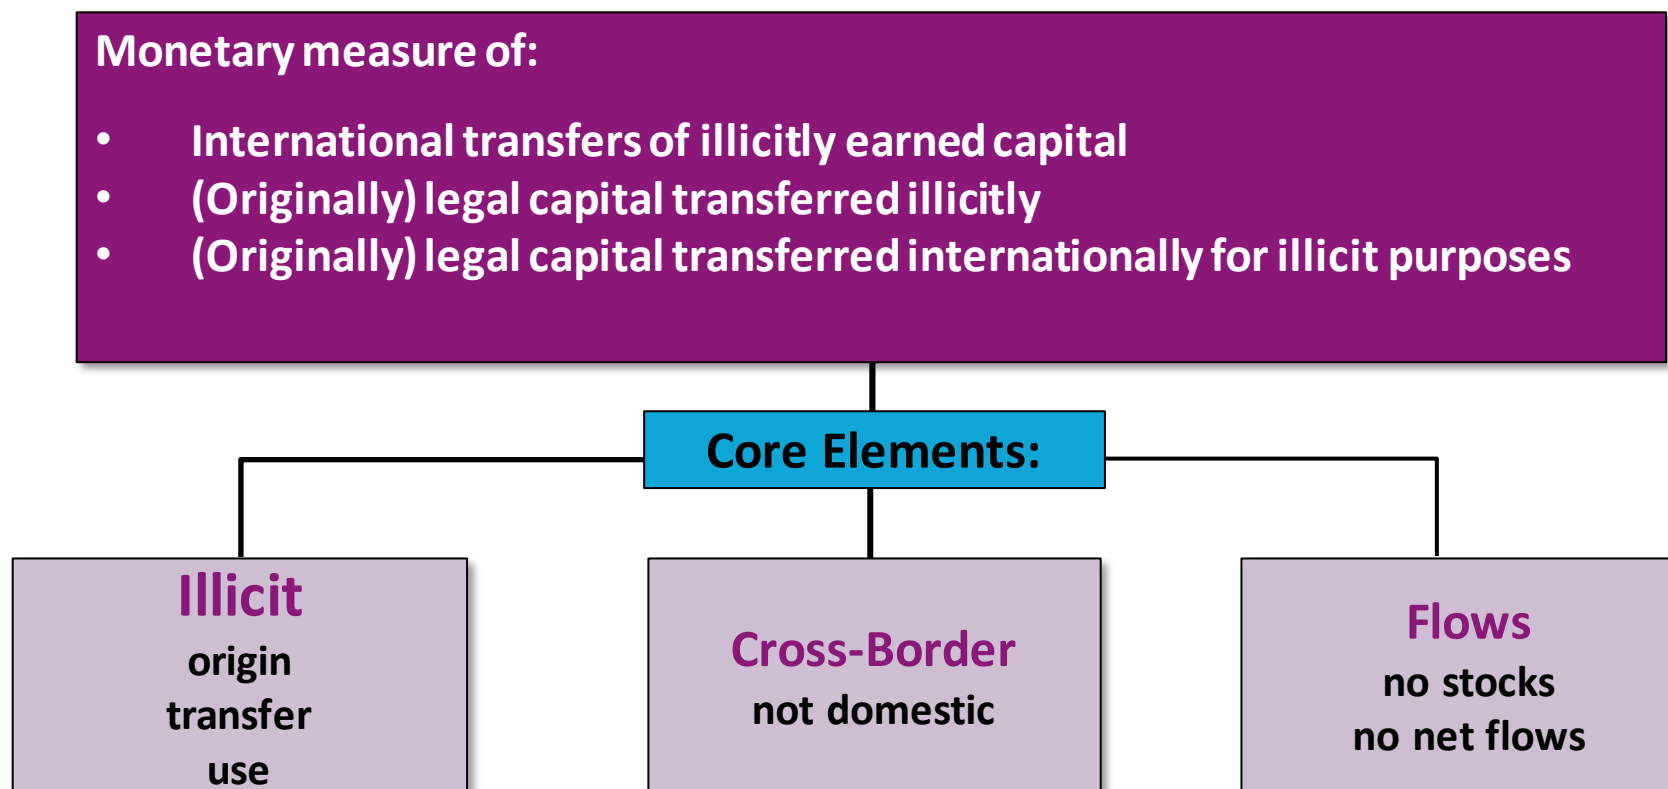 Monetary measure of:
• International transfers of illicitly earned capital
• (Originally) legal capital transferred illicitly
• (Originally) legal capital transferred internationally for illicit purposes
Core Elements:
Illicit
origin
transfer
use
Cross-Border
not domestic
Flows
no stocks
no net flows